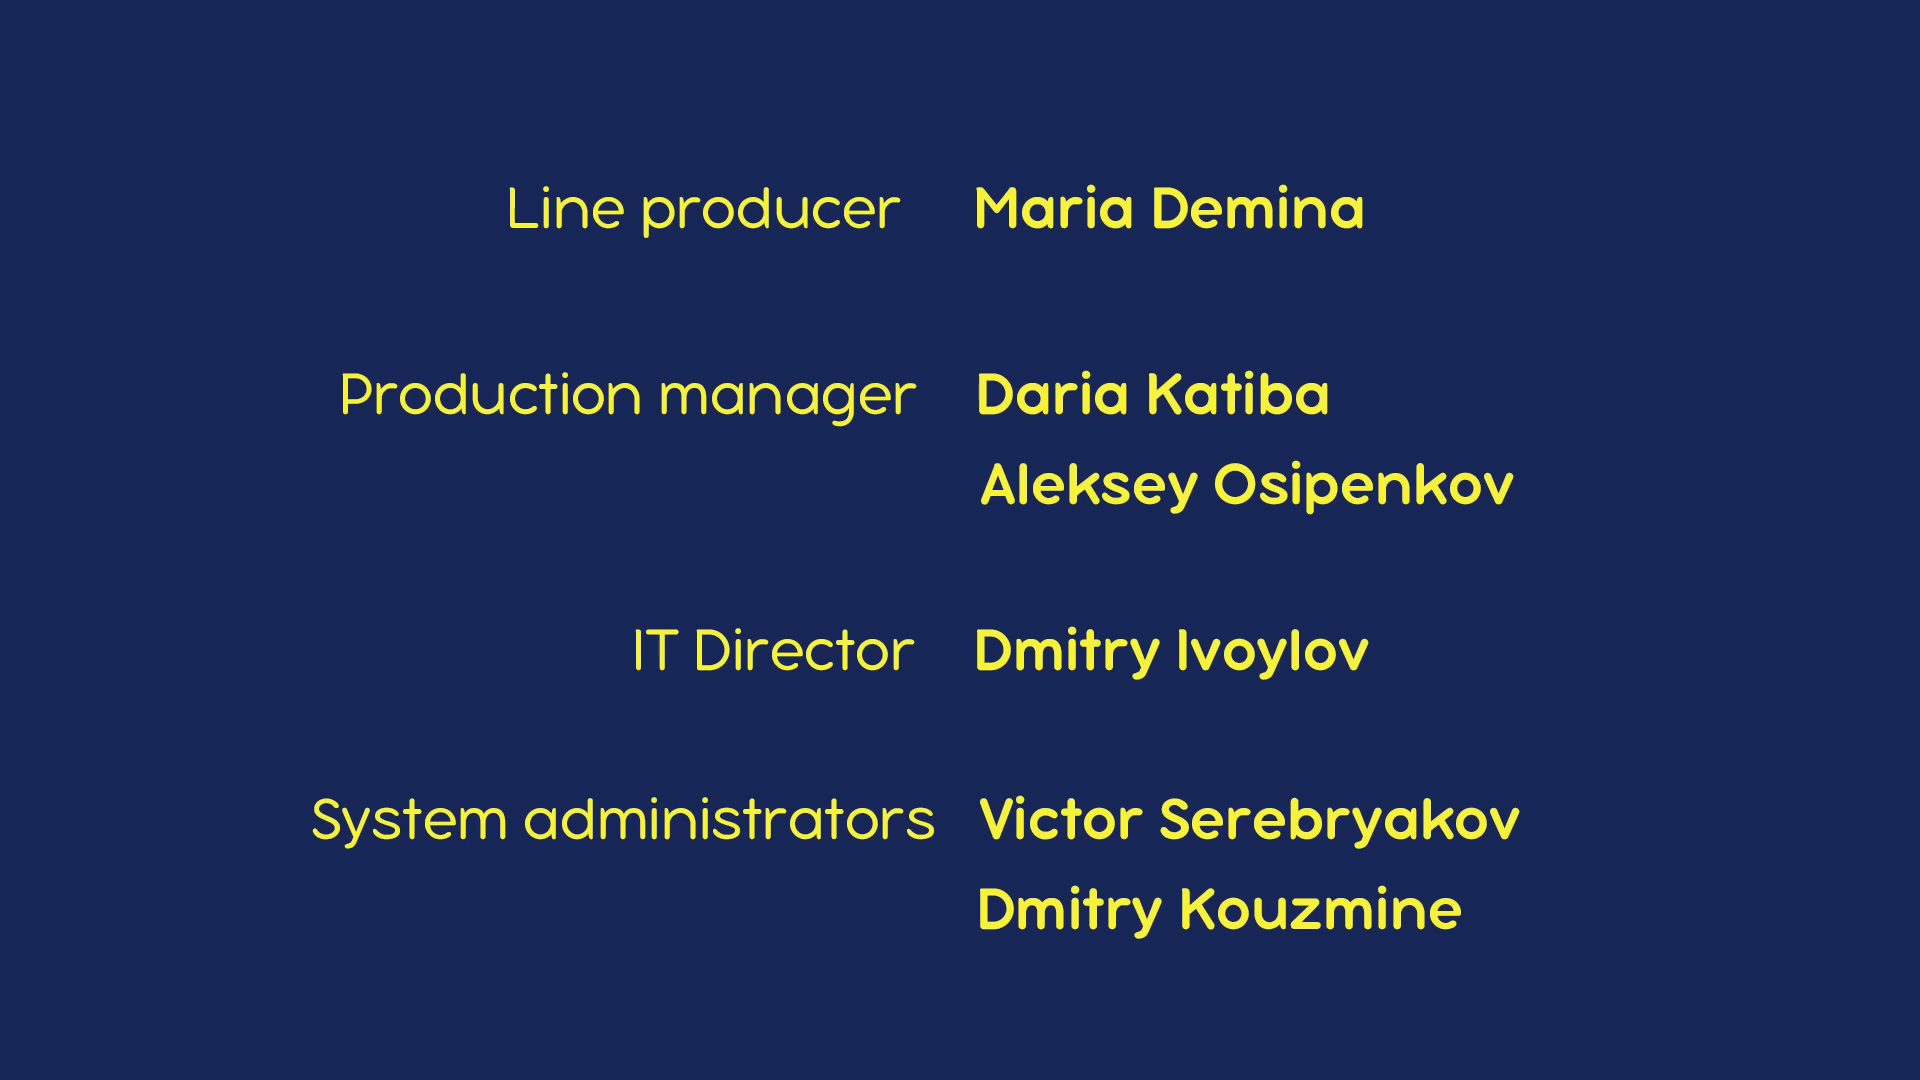 Line producer Maria Demina
Production manager Daria Katiba
Aleksey Osipenkov
IT Director Dmitry Ivoylov
System administrators Victor Serebryakov
Dmitry Kouzmine